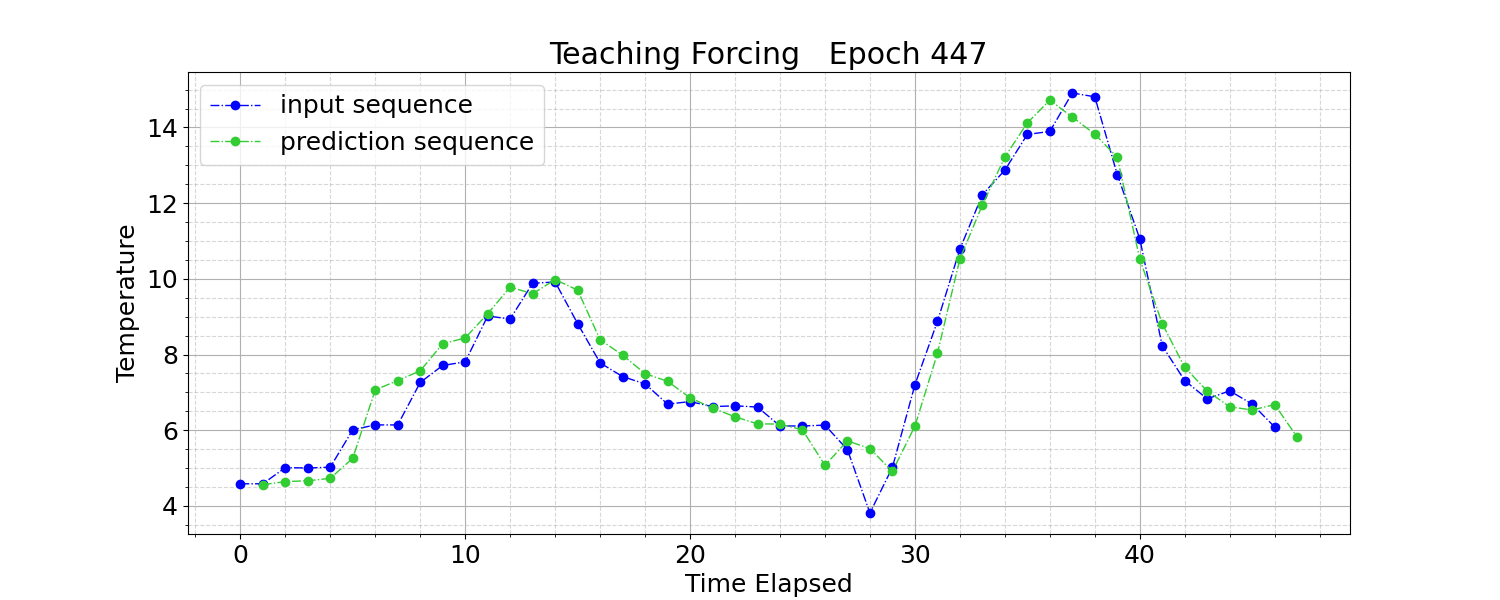 Teaching Forcing   Epoch 447
input sequence
prediction sequence
Temperature
14
12
10
8
6
4
0 10 20 30 40
Time Elapsed